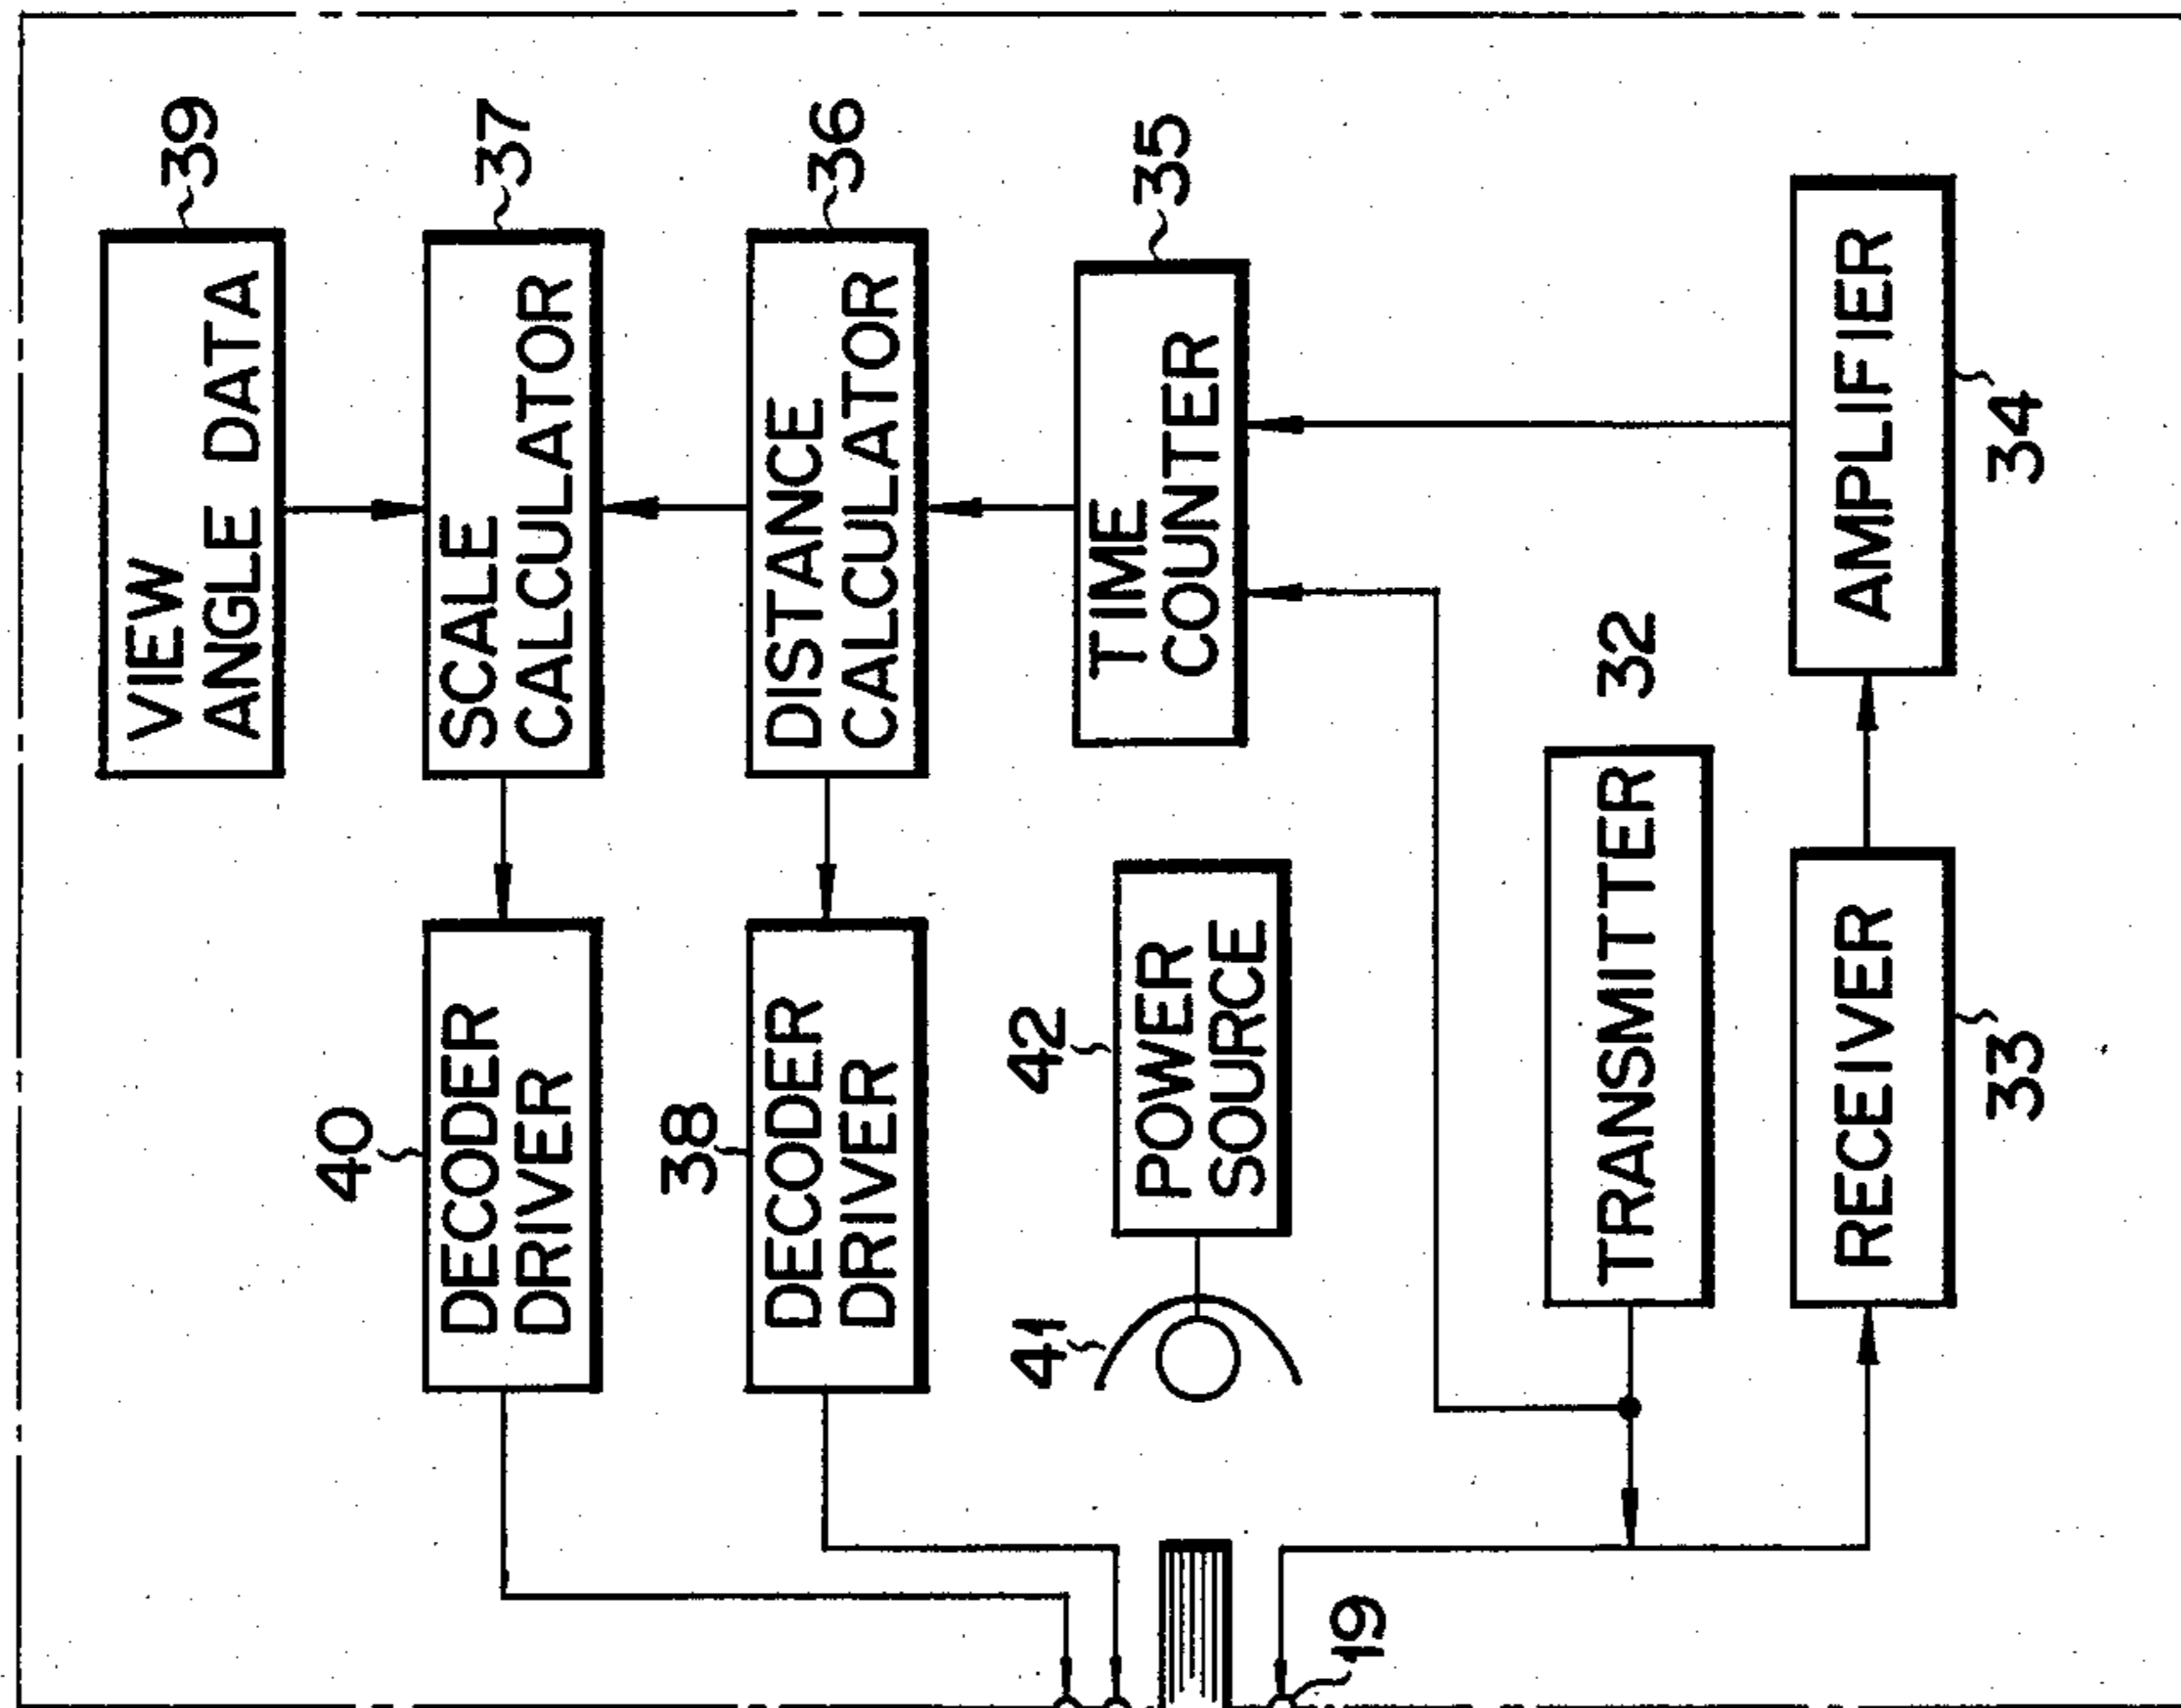 39
VIEW
ANGLE DATA
37
SCALE
CALCULATOR
36
DISTANCE
CALCULATOR
35
TIME
COUNTER
AMPLIFIER
34
40
DECODER
DRIVER
38
DECODER
DRIVER
42
POWER
SOURCE
41
32
TRANSMITTER
RECEIVER
33
19